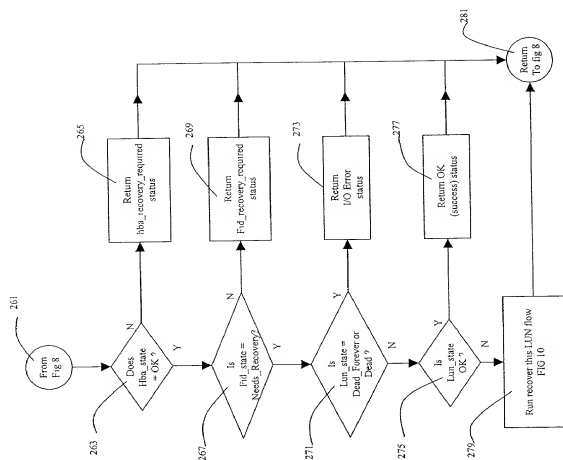 261
From
Fig 8
263
Does
Hba_state
= OK ?
N
Y
265
Return
hba_recovery_required
status
267
Is
Fid_state =
Needs_Recovery?
N
Y
269
Return
Fid_recovery_required
status
271
Is
Lun_state =
Dead_Forever or
Dead ?
Y
N
273
Return
I/O Error
status
275
Is
Lun_state
OK ?
Y
N
277
Return OK
(success) status
279
Run recover this LUN flow
FIG 10
281
Return
To fig 8